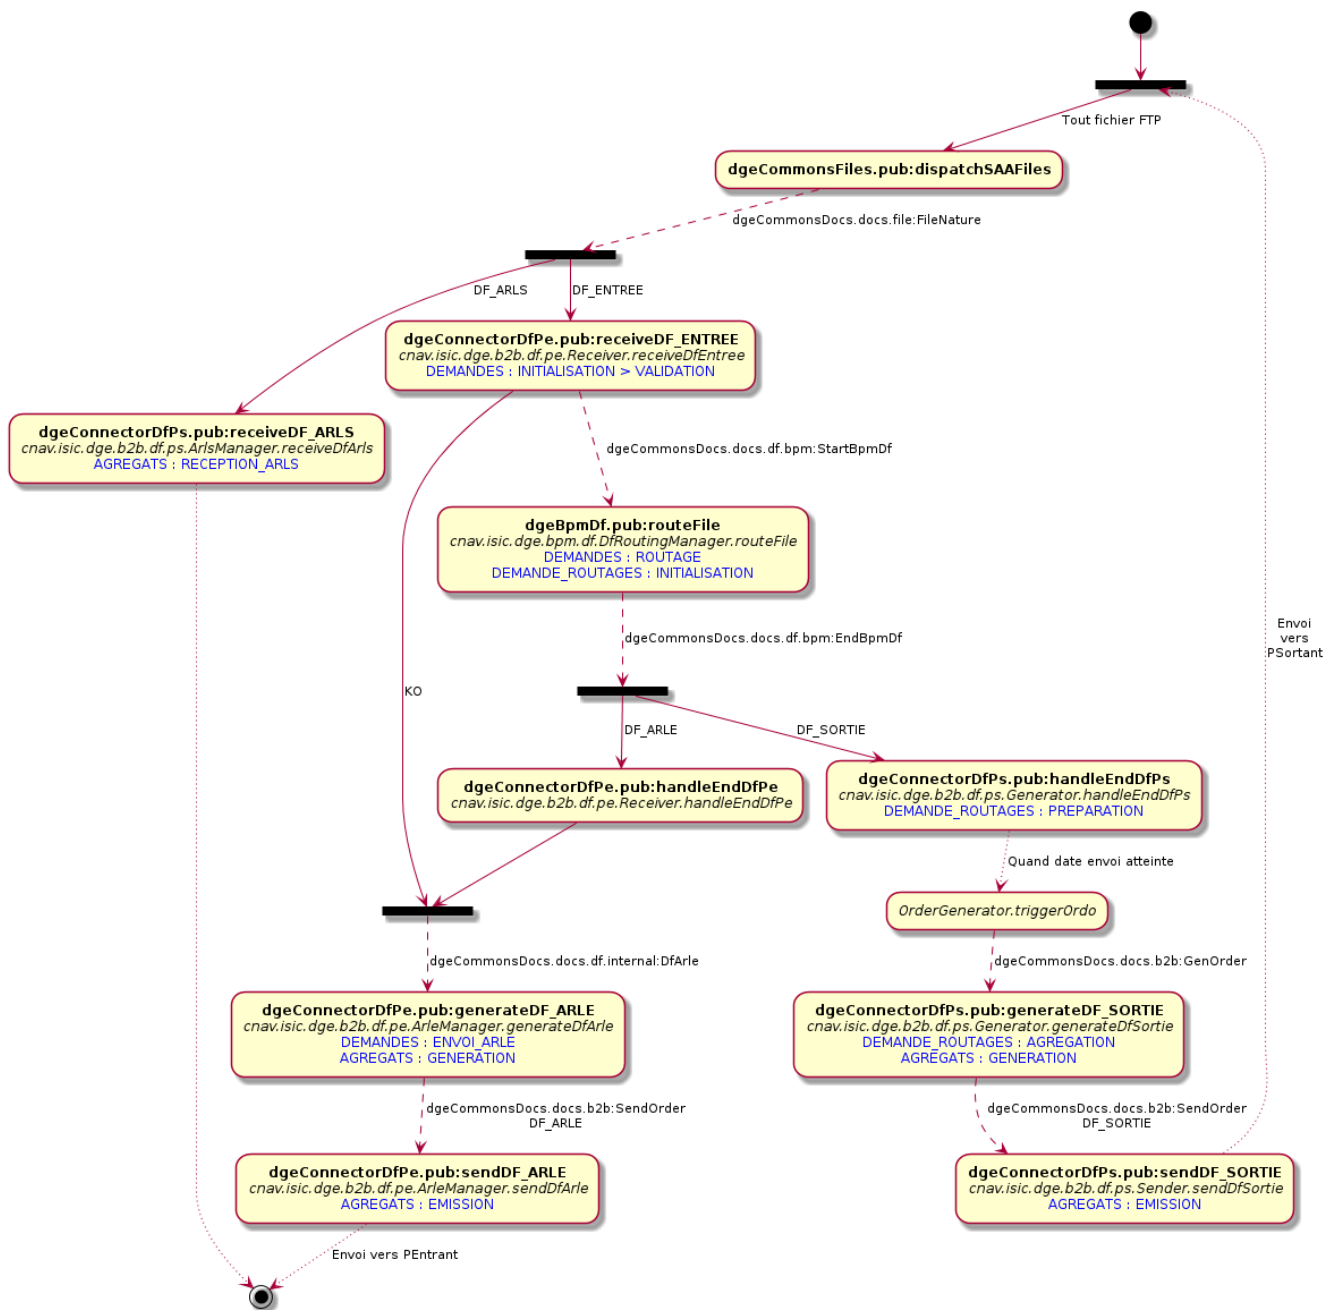 Tout fichier FTP
dgeCommonsFiles.pub:dispatchSAAFiles
dgeCommonsDocs.docs.file:FileNature
DF_ARLS
DF_ENTREE
dgeConnectorDfPe.pub:receiveDF_ENTREE
cnav.isic.dge.b2b.df.pe.Receiver.receiveDfEntree
DEMANDES : INITIALISATION > VALIDATION
dgeConnectorDfPs.pub:receiveDF_ARLS
cnav.isic.dge.b2b.df.ps.ArlsManager.receiveDfArls
AGREGATS : RECEPTION_ARLS
dgeCommonsDocs.docs.df.bpm:StartBpmDf
dgeBpmDf.pub:routeFile
cnav.isic.dge.bpm.df.DfRoutingManager.routeFile
DEMANDES : ROUTAGE
DEMANDE_ROUTAGES : INITIALISATION
dgeCommonsDocs.docs.df.bpm:EndBpmDf
Envoi
vers
PSortant
KO
DF_ARLE
DF_SORTIE
dgeConnectorDfPe.pub:handleEndDfPe
cnav.isic.dge.b2b.df.pe.Receiver.handleEndDfPe
dgeConnectorDfPs.pub:handleEndDfPs
cnav.isic.dge.b2b.df.ps.Generator.handleEndDfPs
DEMANDE_ROUTAGES : PREPARATION
Quand date envoi atteinte
OrderGenerator.triggerOrdo
dgeCommonsDocs.docs.df.internal:DfArle
dgeCommonsDocs.docs.b2b:GenOrder
dgeConnectorDfPe.pub:generateDF_ARLE
cnav.isic.dge.b2b.df.pe.ArleManager.generateDfArle
DEMANDES : ENVOI_ARLE
AGREGATS : GENERATION
dgeConnectorDfPs.pub:generateDF_SORTIE
cnav.isic.dge.b2b.df.ps.Generator.generateDfSortie
DEMANDE_ROUTAGES : AGREGATION
AGREGATS : GENERATION
dgeCommonsDocs.docs.b2b:SendOrder
DF_ARLE
dgeCommonsDocs.docs.b2b:SendOrder
DF_SORTIE
dgeConnectorDfPe.pub:sendDF_ARLE
cnav.isic.dge.b2b.df.pe.ArleManager.sendDfArle
AGREGATS : EMISSION
dgeConnectorDfPs.pub:sendDF_SORTIE
cnav.isic.dge.b2b.df.ps.Sender.sendDfSortie
AGREGATS : EMISSION
Envoi vers PEntrant